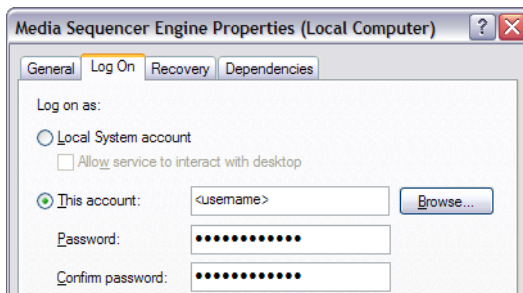 Media Sequencer Engine Properties (Local Computer)
General Log On Recovery Dependencies
Log on as:
Local System account
Allow service to interact with desktop
This account: <username> Browse...
Password: ●●●●●●●●●●●●
Confirm password: ●●●●●●●●●●●●